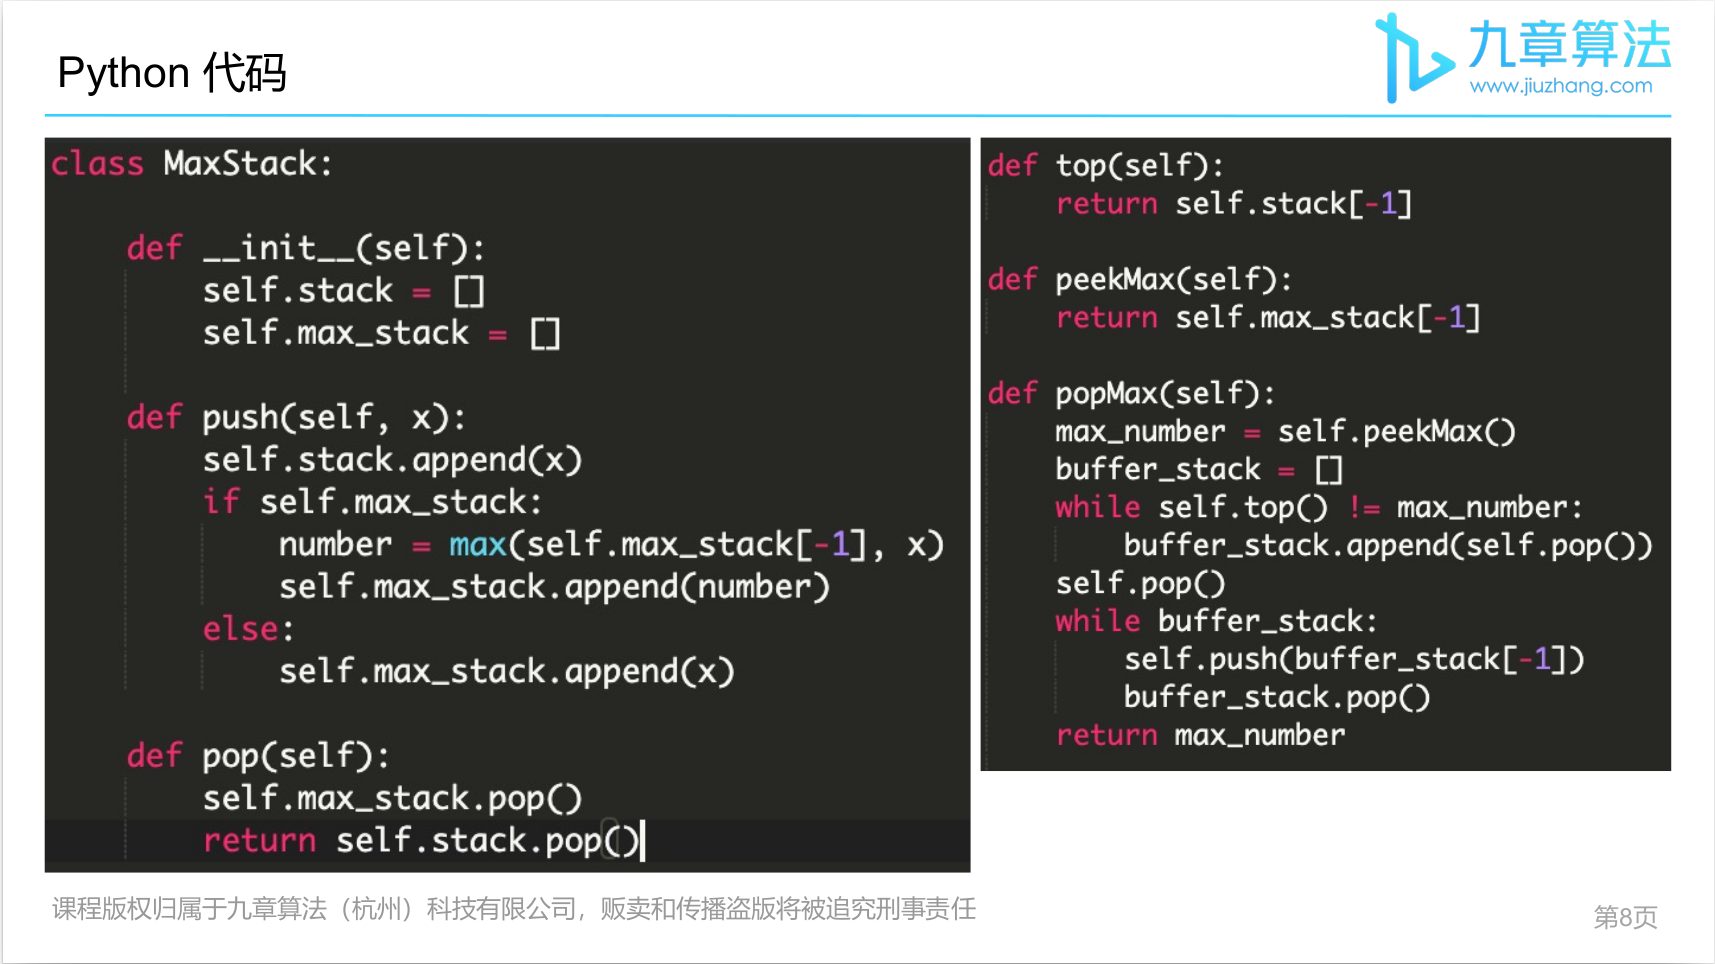 Python 代码
九章算法
www.jiuzhang.com
class MaxStack:
def __init__(self):
self.stack = []
self.max_stack = []
def push(self, x):
self.stack.append(x)
if self.max_stack:
number = max(self.max_stack[-1], x)
self.max_stack.append(number)
else:
self.max_stack.append(x)
def pop(self):
self.max_stack.pop()
return self.stack.pop()
def top(self):
return self.stack[-1]
def peekMax(self):
return self.max_stack[-1]
def popMax(self):
max_number = self.peekMax()
buffer_stack = []
while self.top() != max_number:
buffer_stack.append(self.pop())
self.pop()
while buffer_stack:
self.push(buffer_stack[-1])
buffer_stack.pop()
return max_number
课程版权归属于九章算法（杭州）科技有限公司，贩卖和传播盗版将被追究刑事责任
第8页